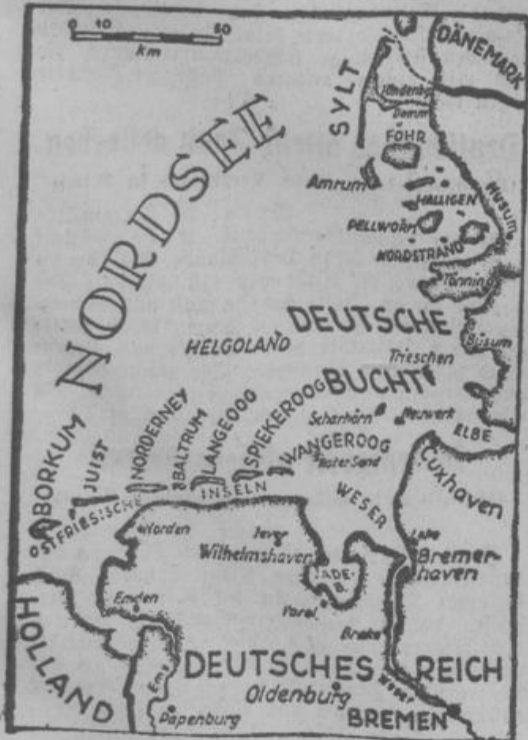 0 10 50
km
DÄNEMARK
NORDSEE
SYLT
Damm
FÖHR
Amrum
HALLIGEN
Husum
PELLWORM
NORDSTRAND
Tönning
DEUTSCHE
HELGOLAND
Büsum
Trieschen
BUCHT
Scharhörn
Neuwerk
ELBE
BORKUM
JUIST
NORDERNEY
BALTRUM
LANGEOOG
SPIEKEROOG
WANGEROOG
Roter Sand
OSTFRIESISCHE
INSELN
WESER
Cuxhaven
Norden
Jever
Wilhelmshaven
JADE-
B.
Bremer-
haven
Emden
Varel
Brake
HOLLAND
DEUTSCHES REICH
Ems
Oldenburg
Weser
Papenburg
BREMEN